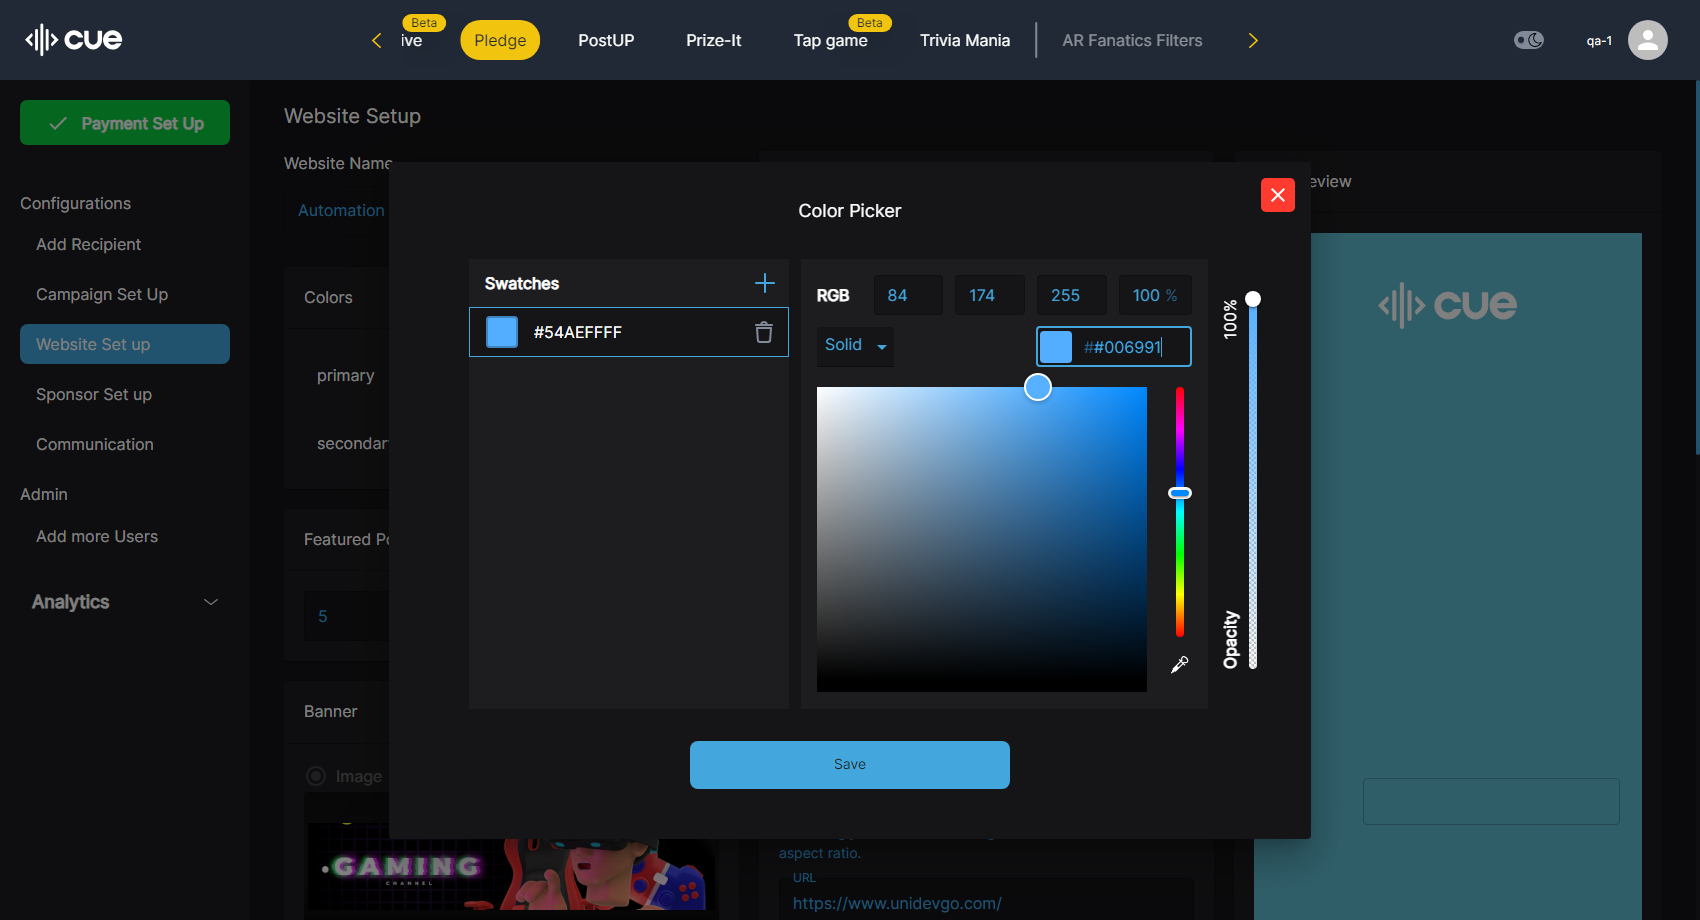 cue
Beta
ive
Pledge
PostUP
Prize-It
Beta
Tap game
Trivia Mania
AR Fanatics Filters
qa-1
Payment Set Up
Configurations
Add Recipient
Campaign Set Up
Website Set up
Sponsor Set up
Communication
Admin
Add more Users
Analytics
Website Setup
Website Name
Automation
Colors
primary
secondar
Featured Po
5
Banner
Image
GAMING
CHANNEL
Color Picker
Swatches
#54AEFFFF
RGB
84
174
255
100 %
Solid
##006991
100%
Opacity
Save
eview
cue
aspect ratio.
URL
https://www.unidevgo.com/